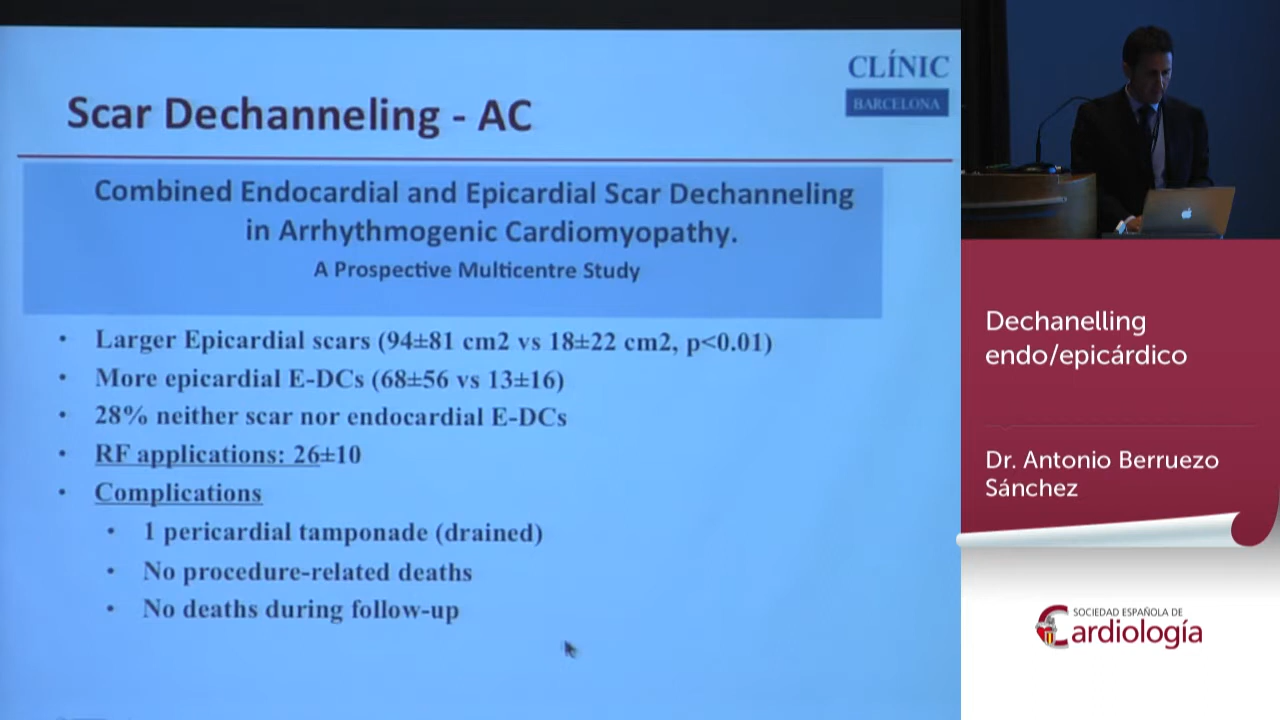 CLÍNIC
BARCELONA
Scar Dechanneling - AC
Combined Endocardial and Epicardial Scar Dechanneling
in Arrhythmogenic Cardiomyopathy.
A Prospective Multicentre Study
• Larger Epicardial scars (94±81 cm2 vs 18±22 cm2, p<0.01)
• More epicardial E-DCs (68±56 vs 13±16)
• 28% neither scar nor endocardial E-DCs
• RF applications: 26±10
• Complications
• 1 pericardial tamponade (drained)
• No procedure-related deaths
• No deaths during follow-up
Dechanelling
endo/epicárdico
Dr. Antonio Berruezo
Sánchez
SOCIEDAD ESPAÑOLA DE
Cardiología